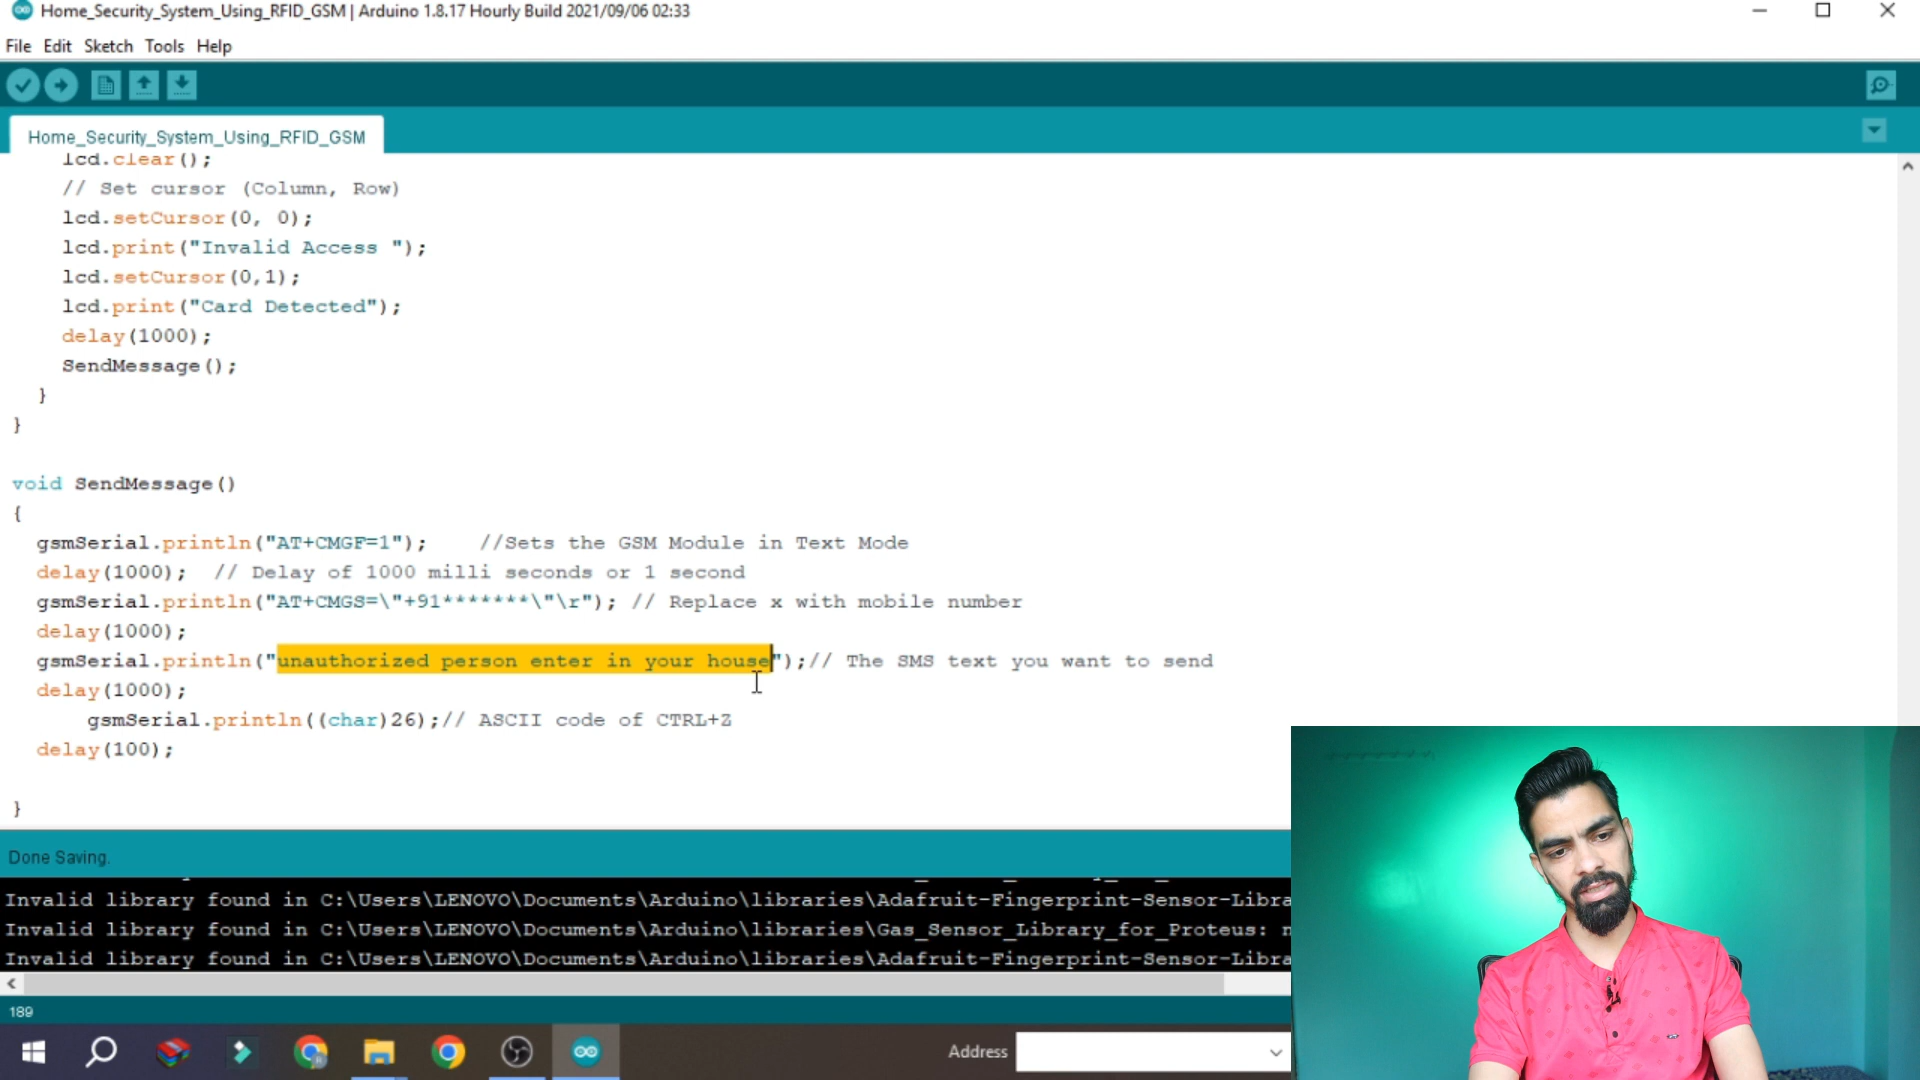 Home_Security_System_Using_RFID_GSM | Arduino 1.8.17 Hourly Build 2021/09/06 02:33
File Edit Sketch Tools Help
Home_Security_System_Using_RFID_GSM
lcd.clear();
// Set cursor (Column, Row)
lcd.setCursor(0, 0);
lcd.print("Invalid Access ");
lcd.setCursor(0,1);
lcd.print("Card Detected");
delay(1000);
SendMessage();
}
}
void SendMessage()
{
gsmSerial.println("AT+CMGF=1"); //Sets the GSM Module in Text Mode
delay(1000); // Delay of 1000 milli seconds or 1 second
gsmSerial.println("AT+CMGS=\"+91*******\"\r"); // Replace x with mobile number
delay(1000);
gsmSerial.println("unauthorized person enter in your house");// The SMS text you want to send
delay(1000);
gsmSerial.println((char)26);// ASCII code of CTRL+Z
delay(100);
}
Done Saving.
Invalid library found in C:\Users\LENOVO\Documents\Arduino\libraries\Adafruit-Fingerprint-Sensor-Libra
Invalid library found in C:\Users\LENOVO\Documents\Arduino\libraries\Gas_Sensor_Library_for_Proteus: n
Invalid library found in C:\Users\LENOVO\Documents\Arduino\libraries\Adafruit-Fingerprint-Sensor-Libra
189
Address